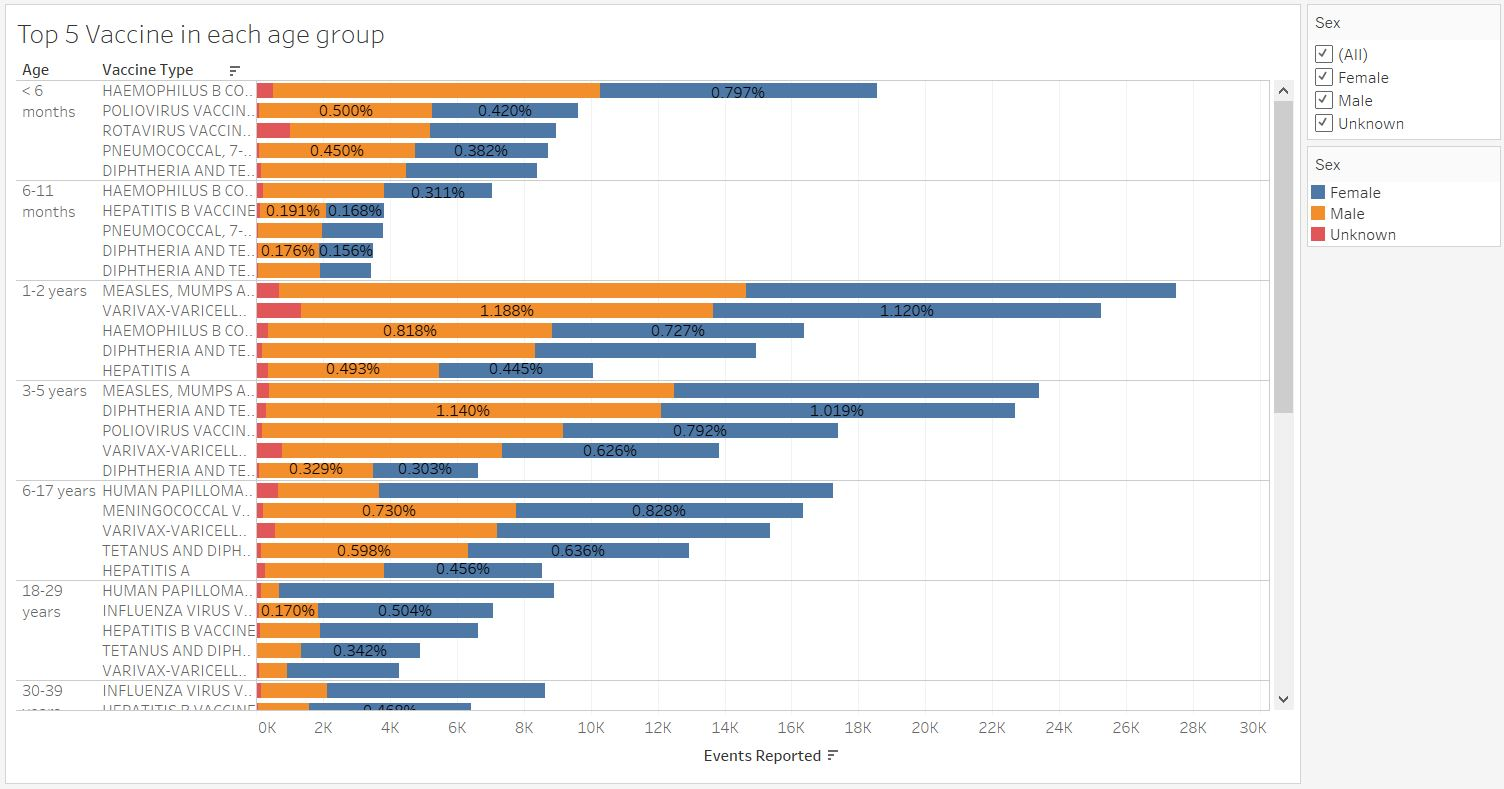 Top 5 Vaccine in each age group
Age Vaccine Type
< 6 months
HAEMOPHILUS B CO.. 0.797%
POLIOVIRUS VACCIN.. 0.500% 0.420%
ROTAVIRUS VACCIN..
PNEUMOCOCCAL, 7-.. 0.450% 0.382%
DIPHTHERIA AND TE..
6-11 months
HAEMOPHILUS B CO.. 0.311%
HEPATITIS B VACCINE 0.191% 0.168%
PNEUMOCOCCAL, 7-..
DIPHTHERIA AND TE.. 0.176% 0.156%
DIPHTHERIA AND TE..
1-2 years
MEASLES, MUMPS A..
VARIVAX-VARICELL.. 1.188% 1.120%
HAEMOPHILUS B CO.. 0.818% 0.727%
DIPHTHERIA AND TE..
HEPATITIS A 0.493% 0.445%
3-5 years
MEASLES, MUMPS A..
DIPHTHERIA AND TE.. 1.140% 1.019%
POLIOVIRUS VACCIN.. 0.792%
VARIVAX-VARICELL.. 0.626%
DIPHTHERIA AND TE.. 0.329% 0.303%
6-17 years
HUMAN PAPILLOMA..
MENINGOCOCCAL V.. 0.730% 0.828%
VARIVAX-VARICELL..
TETANUS AND DIPH.. 0.598% 0.636%
HEPATITIS A 0.456%
18-29 years
HUMAN PAPILLOMA..
INFLUENZA VIRUS V.. 0.170% 0.504%
HEPATITIS B VACCINE
TETANUS AND DIPH.. 0.342%
VARIVAX-VARICELL..
30-39
INFLUENZA VIRUS V..
HEPATITIS B VACCINE 0.468%
0K 2K 4K 6K 8K 10K 12K 14K 16K 18K 20K 22K 24K 26K 28K 30K
Events Reported
Sex
(All)
Female
Male
Unknown
Sex
Female
Male
Unknown